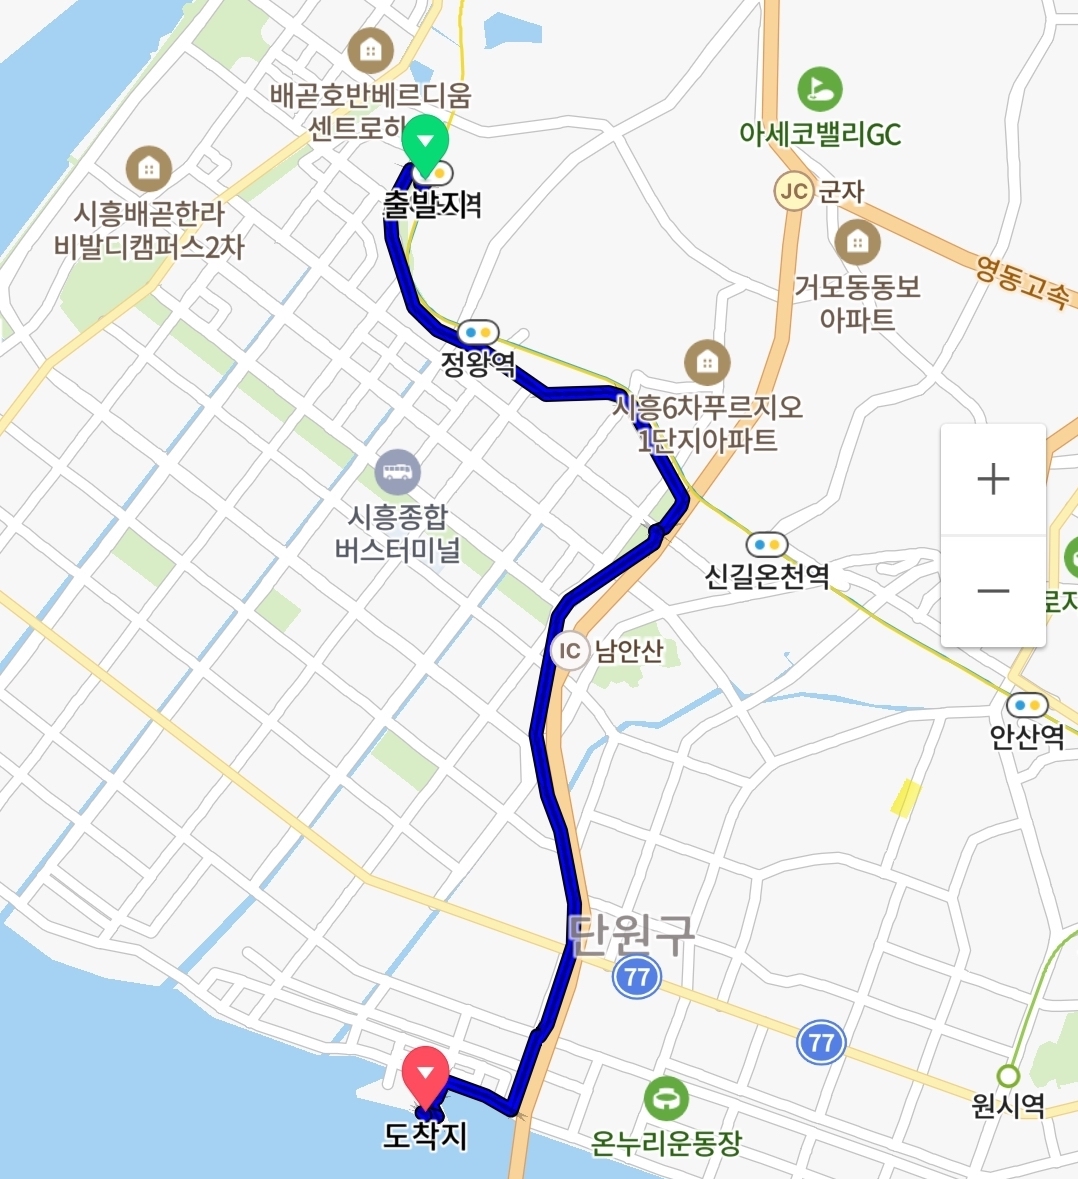 배곧호반베르디움
센트로하
아세코밸리GC
출발지
역
JC 군자
시흥배곧한라
비발디캠퍼스2차
영동고속
거모동동보
아파트
정왕역
시흥6차푸르지오
1단지아파트
+
시흥종합
버스터미널
신길온천역
−
IC 남안산
안산역
단원구
77
77
원시역
도착지
온누리운동장